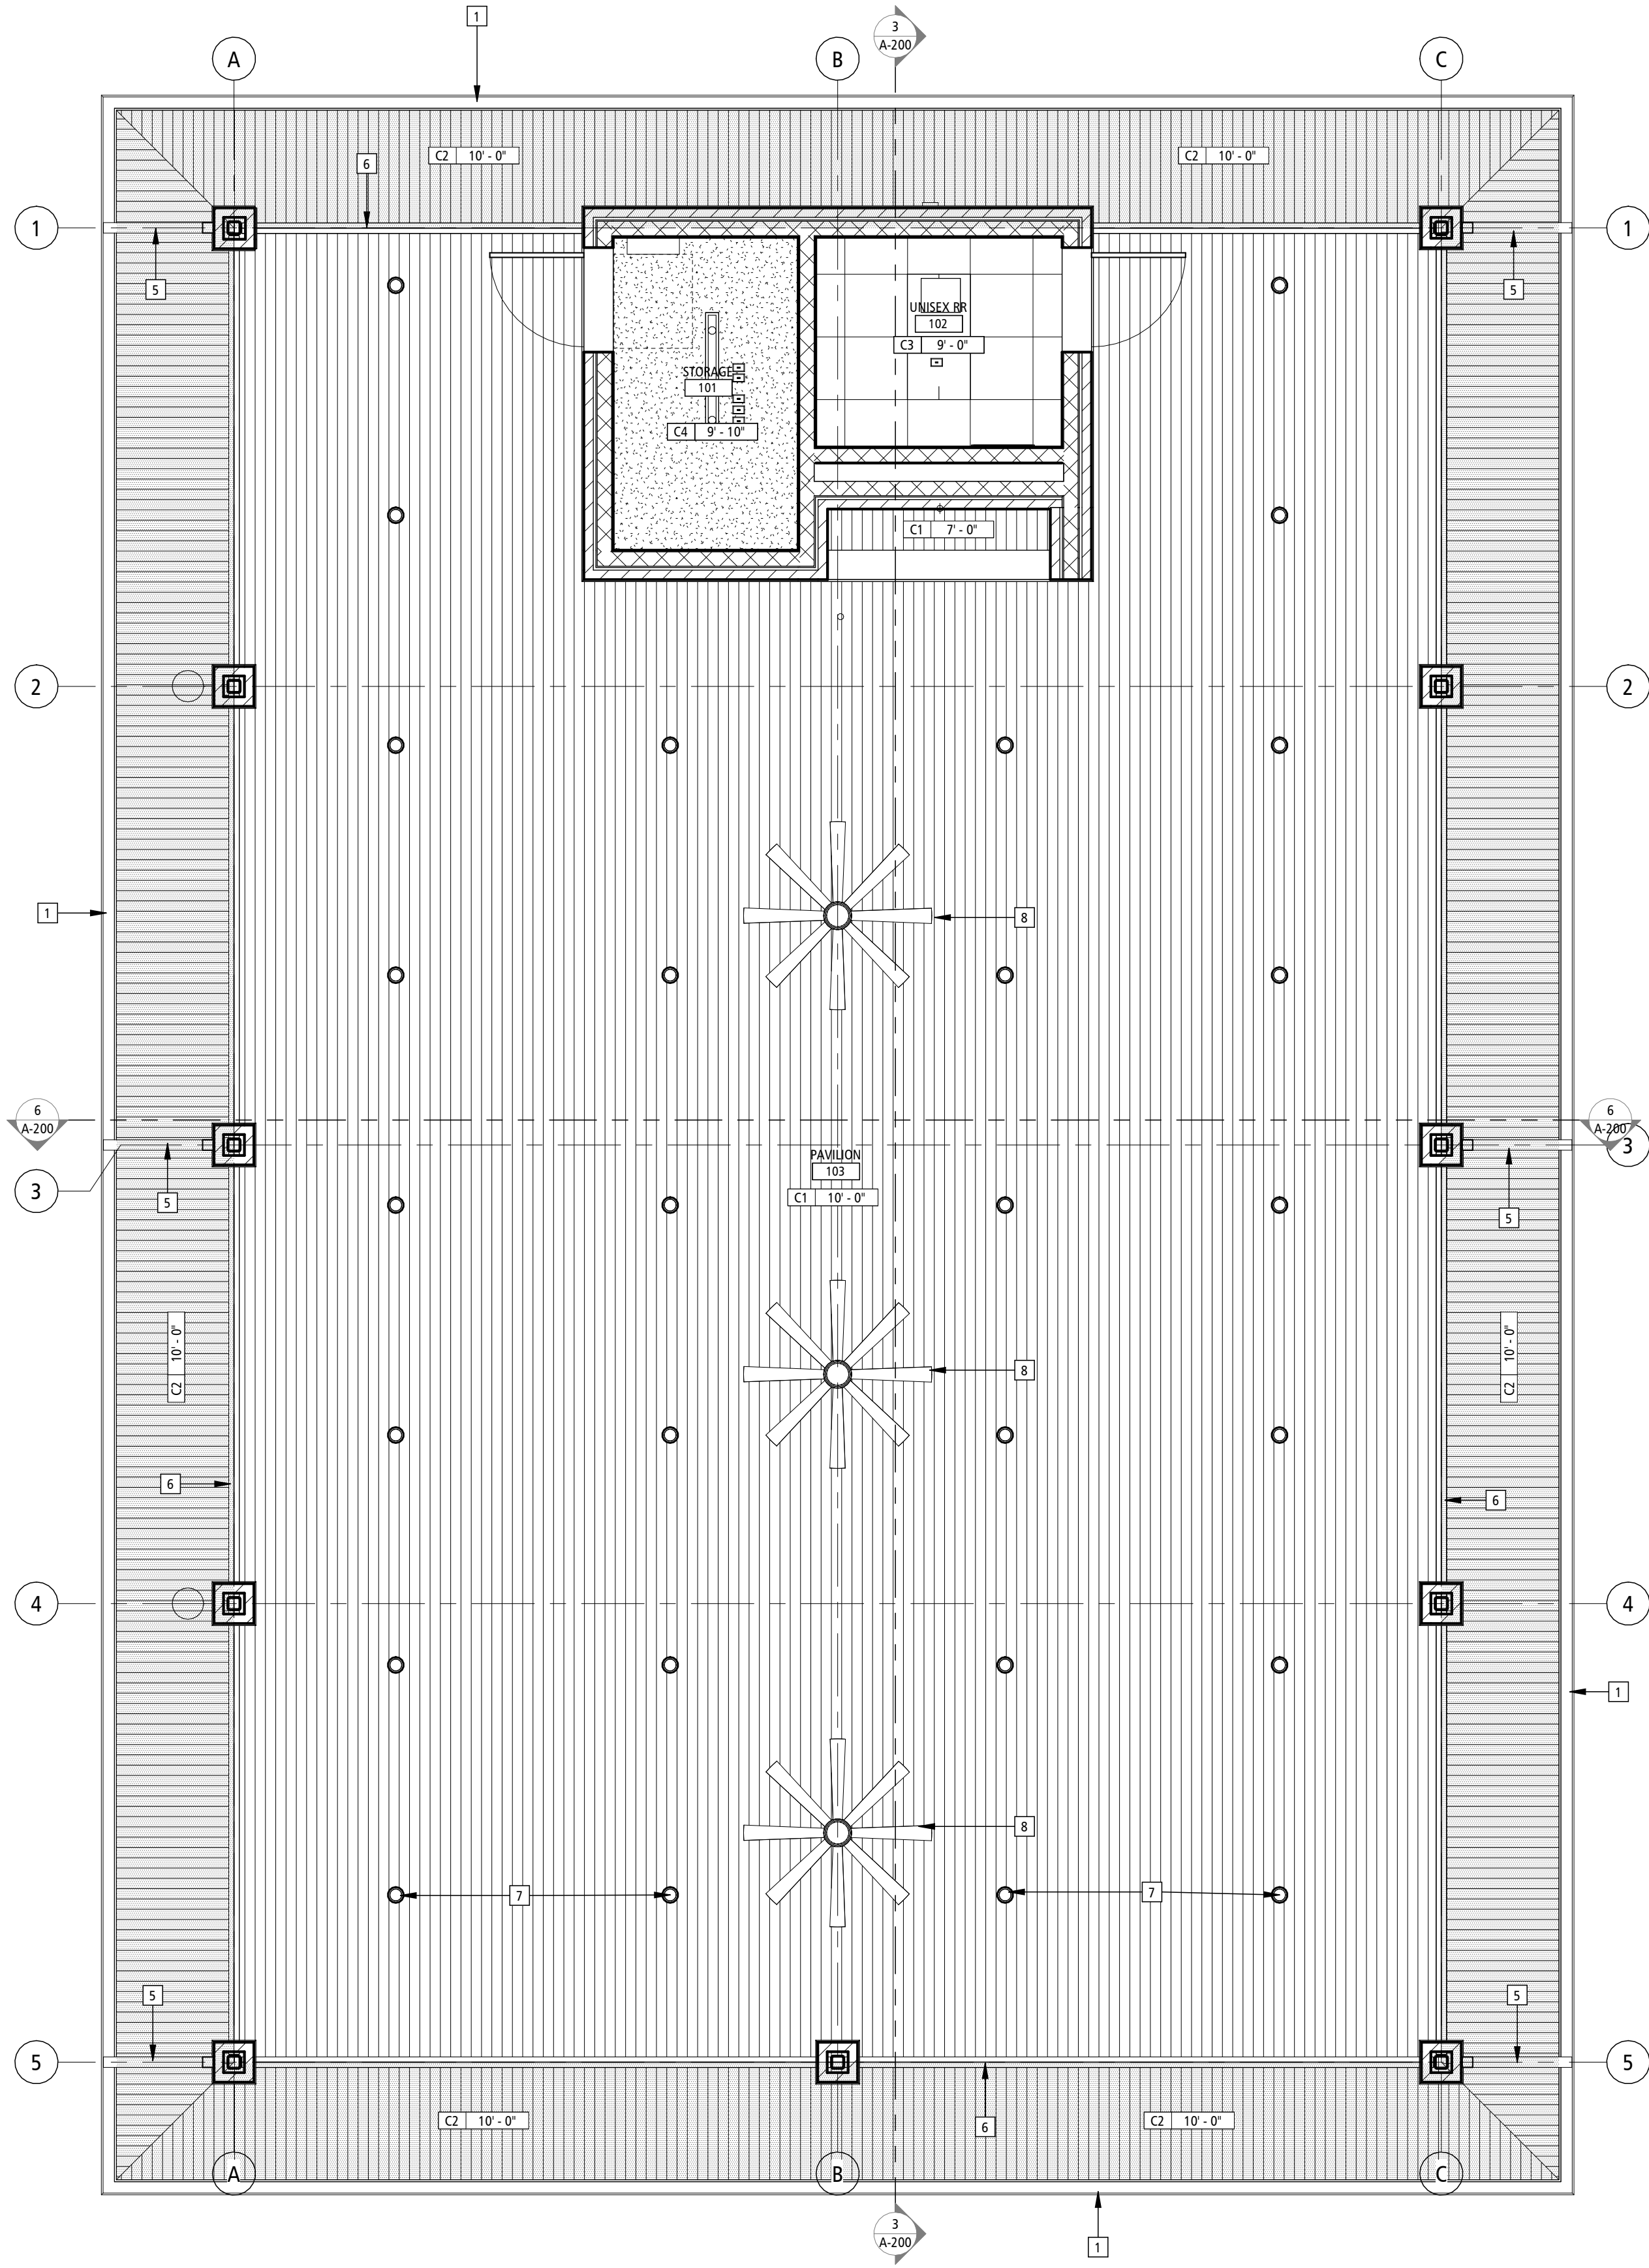 1
3
A-200
A
B
C
C2 10' - 0"
C2 10' - 0"
6
1
1
5
5
UNISEX RR
102
C3 9' - 0"
STORAGE
101
C4 9' - 10"
C1 7' - 0"
2
2
1
8
6
A-200
6
A-200
3
3
PAVILION
103
C1 10' - 0"
5
5
C2 10' - 0"
C2 10' - 0"
8
6
6
4
4
1
8
7
7
5
5
5
5
C2 10' - 0"
C2 10' - 0"
6
A
B
C
3
A-200
1